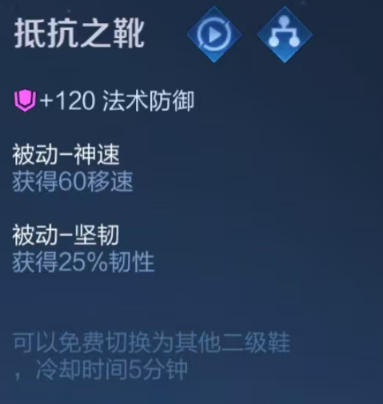 抵抗之靴
+120 法术防御
被动-神速
获得60移速
被动-坚韧
获得25%韧性
可以免费切换为其他二级鞋
，冷却时间5分钟